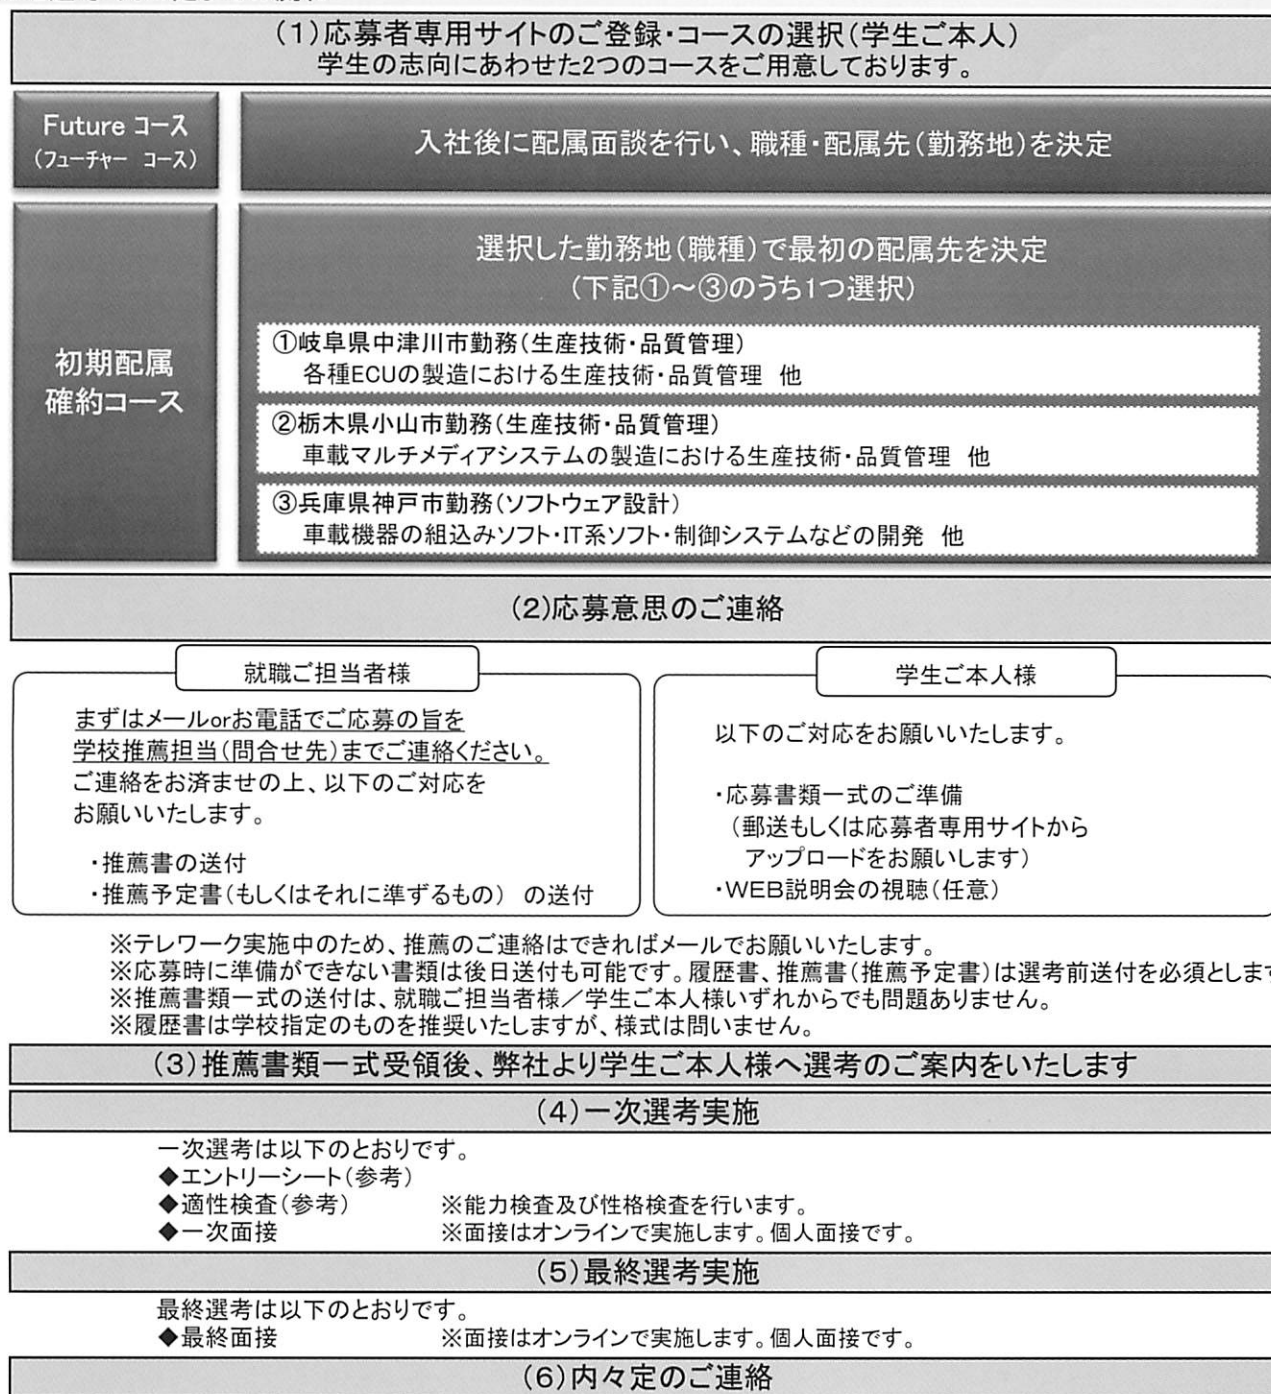 (1)応募者専用サイトのご登録・コースの選択(学生ご本人)
学生の志向にあわせた2つのコースをご用意しております。
Future コース
(フューチャー コース)
入社後に配属面談を行い、職種・配属先(勤務地)を決定
初期配属
確約コース
選択した勤務地(職種)で最初の配属先を決定
(下記①~③のうち1つ選択)
①岐阜県中津川市勤務(生産技術・品質管理)
各種ECUの製造における生産技術・品質管理 他
②栃木県小山市勤務(生産技術・品質管理)
車載マルチメディアシステムの製造における生産技術・品質管理 他
③兵庫県神戸市勤務(ソフトウェア設計)
車載機器の組込みソフト・IT系ソフト・制御システムなどの開発 他
(2)応募意思のご連絡
就職ご担当者様
まずはメールorお電話でご応募の旨を
学校推薦担当(問合せ先)までご連絡ください。
ご連絡をお済ませの上、以下のご対応を
お願いいたします。
・推薦書の送付
・推薦予定書(もしくはそれに準ずるもの) の送付
学生ご本人様
以下のご対応をお願いいたします。
・応募書類一式のご準備
(郵送もしくは応募者専用サイトから
アップロードをお願いします)
・WEB説明会の視聴(任意)
※テレワーク実施中のため、推薦のご連絡はできればメールでお願いいたします。
※応募時に準備ができない書類は後日送付も可能です。履歴書、推薦書(推薦予定書)は選考前送付を必須とします
※推薦書類一式の送付は、就職ご担当者様/学生ご本人様いずれからでも問題ありません。
※履歴書は学校指定のものを推奨いたしますが、様式は問いません。
(3)推薦書類一式受領後、弊社より学生ご本人様へ選考のご案内をいたします
(4)一次選考実施
一次選考は以下のとおりです。
◆エントリーシート(参考)
◆適性検査(参考) ※能力検査及び性格検査を行います。
◆一次面接 ※面接はオンラインで実施します。個人面接です。
(5)最終選考実施
最終選考は以下のとおりです。
◆最終面接 ※面接はオンラインで実施します。個人面接です。
(6)内々定のご連絡